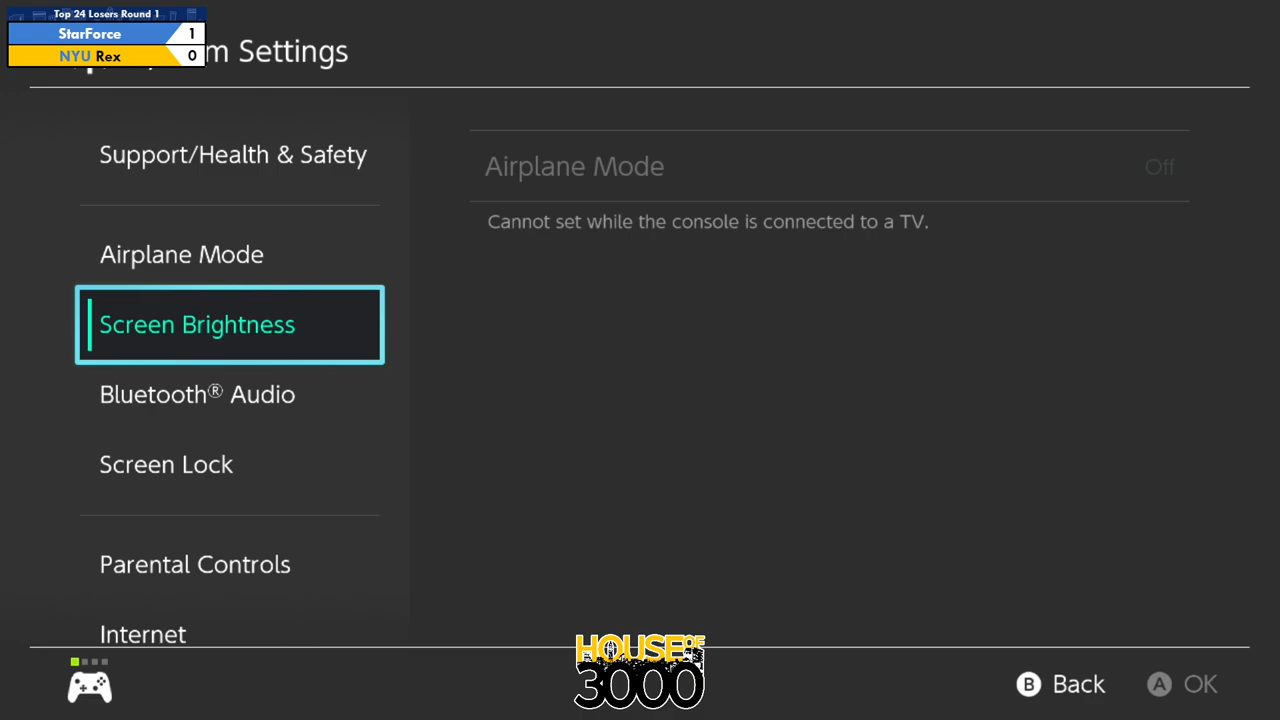 Top 24 Losers Round 1
StarForce 1
NYU Rex 0
m Settings
Support/Health & Safety
Airplane Mode
Screen Brightness
Bluetooth® Audio
Screen Lock
Parental Controls
Internet
Airplane Mode Off
Cannot set while the console is connected to a TV.
HOUSE OF
3000
B Back A OK